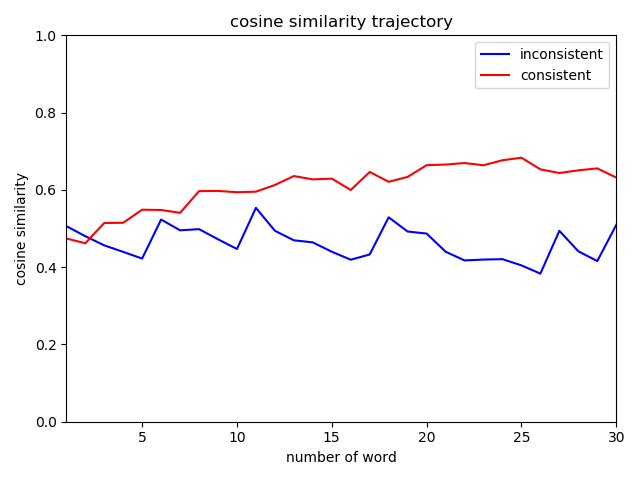 cosine similarity trajectory
inconsistent
consistent
1.0
0.8
0.6
0.4
0.2
0.0
cosine similarity
5 10 15 20 25 30
number of word